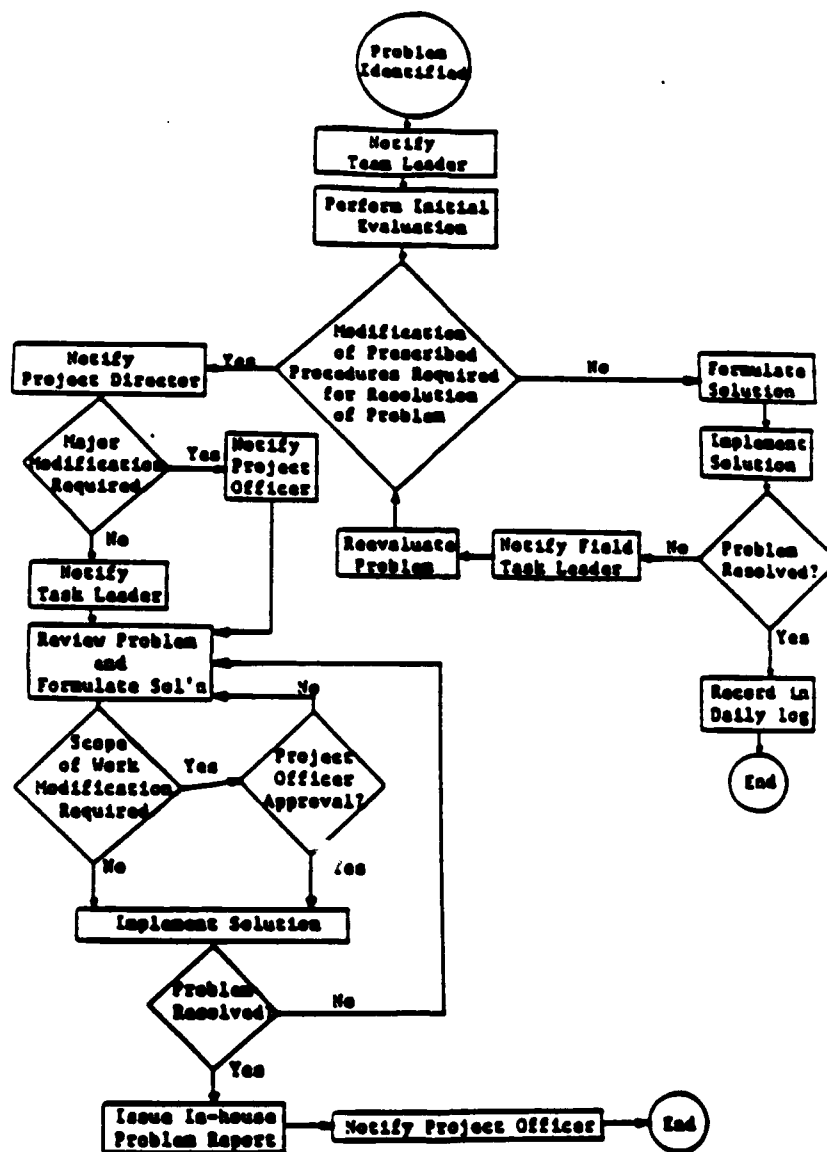 Problem
Identified
Notify
Team Leader
Perform Initial
Evaluation
Modification
of Prescribed
Procedures Required
for Resolution
of Problem
Yes
No
Notify
Project Director
Formulate
Solution
Major
Modification
Required
Yes
Notify
Project
Officer
Implement
Solution
No
Notify
Task Leader
Reevaluate
Problem
Notify Field
Task Leader
No
Problem
Resolved?
Yes
Review Problem
and
Formulate Sol'n
No
Record in
Daily log
End
Scope
of Work
Modification
Required
Yes
Project
Officer
Approval?
No
Yes
Implement Solution
Problem
Resolved
No
Yes
Issue In-house
Problem Report
Notify Project Officer
End